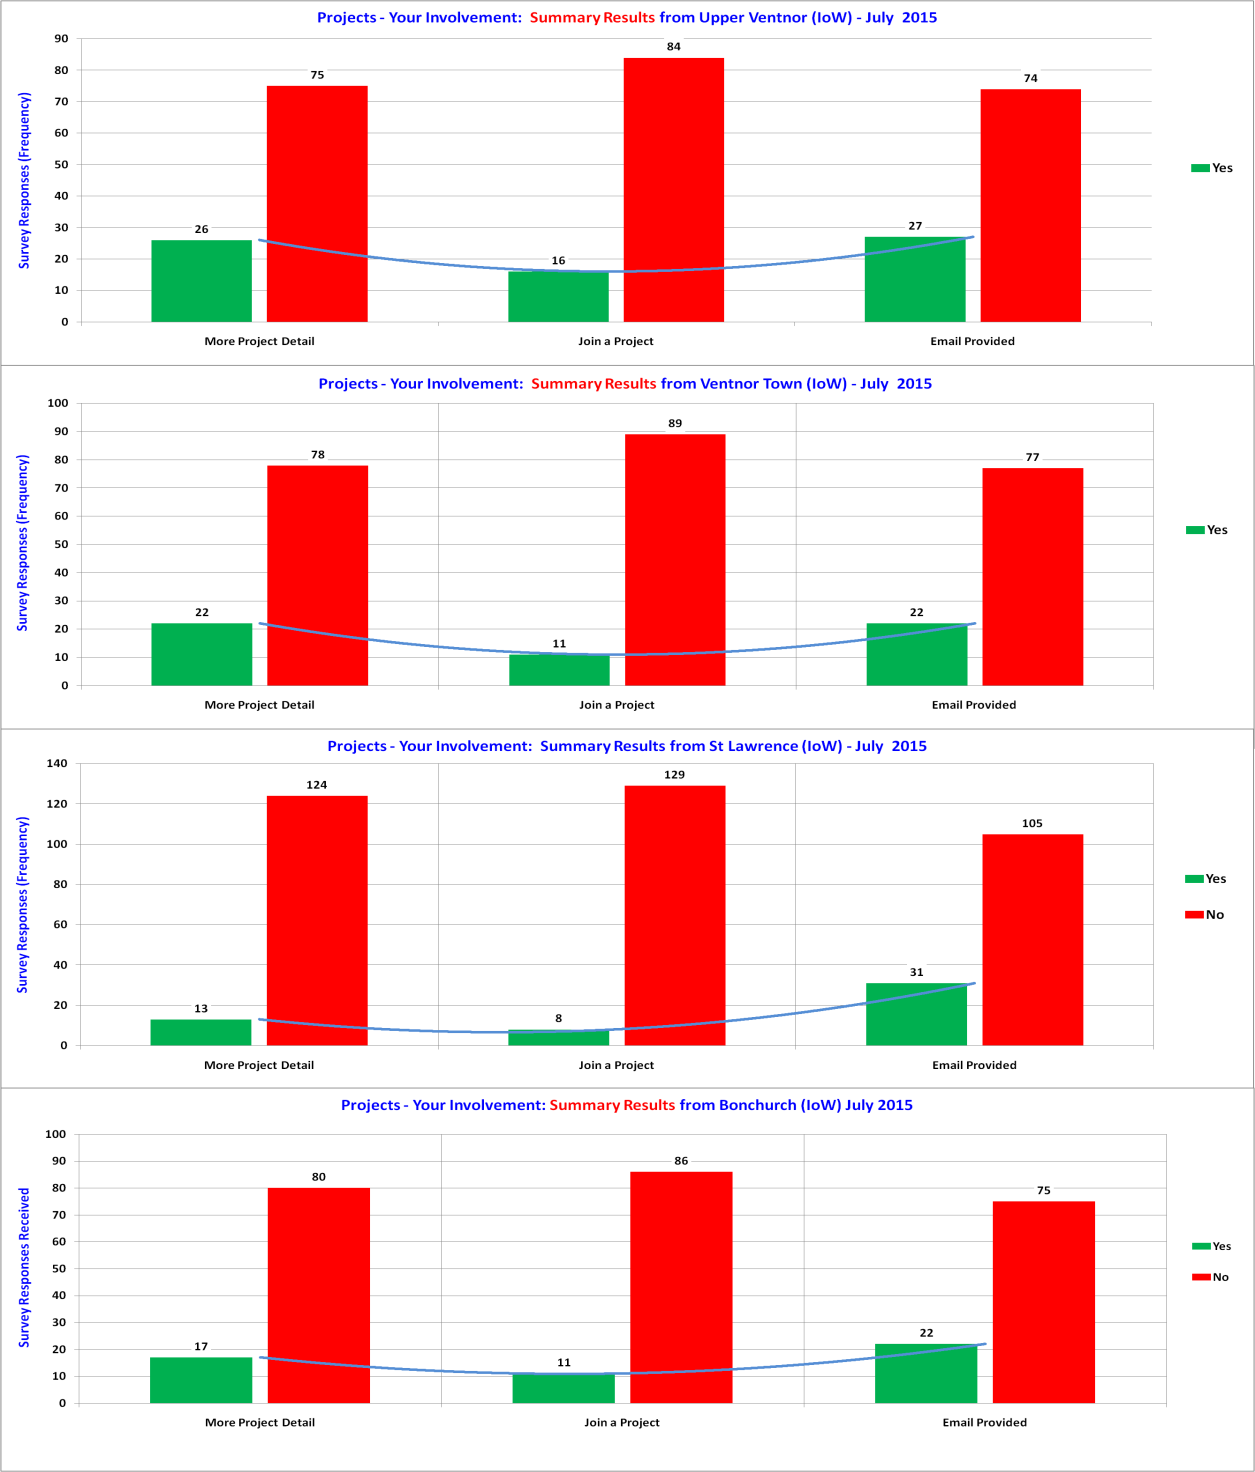 Projects - Your Involvement: Summary Results from Upper Ventnor (IoW) - July 2015
Survey Responses (Frequency)
90
80
70
60
50
40
30
20
10
0
26
75
16
84
27
74
More Project Detail
Join a Project
Email Provided
Yes
Projects - Your Involvement: Summary Results from Ventnor Town (IoW) - July 2015
Survey Responses (Frequency)
100
90
80
70
60
50
40
30
20
10
0
22
78
11
89
22
77
More Project Detail
Join a Project
Email Provided
Yes
Projects - Your Involvement: Summary Results from St Lawrence (IoW) - July 2015
Survey Responses (Frequency)
140
120
100
80
60
40
20
0
13
124
8
129
31
105
More Project Detail
Join a Project
Email Provided
Yes
No
Projects - Your Involvement: Summary Results from Bonchurch (IoW) July 2015
Survey Responses Received
100
90
80
70
60
50
40
30
20
10
0
17
80
11
86
22
75
More Project Detail
Join a Project
Email Provided
Yes
No